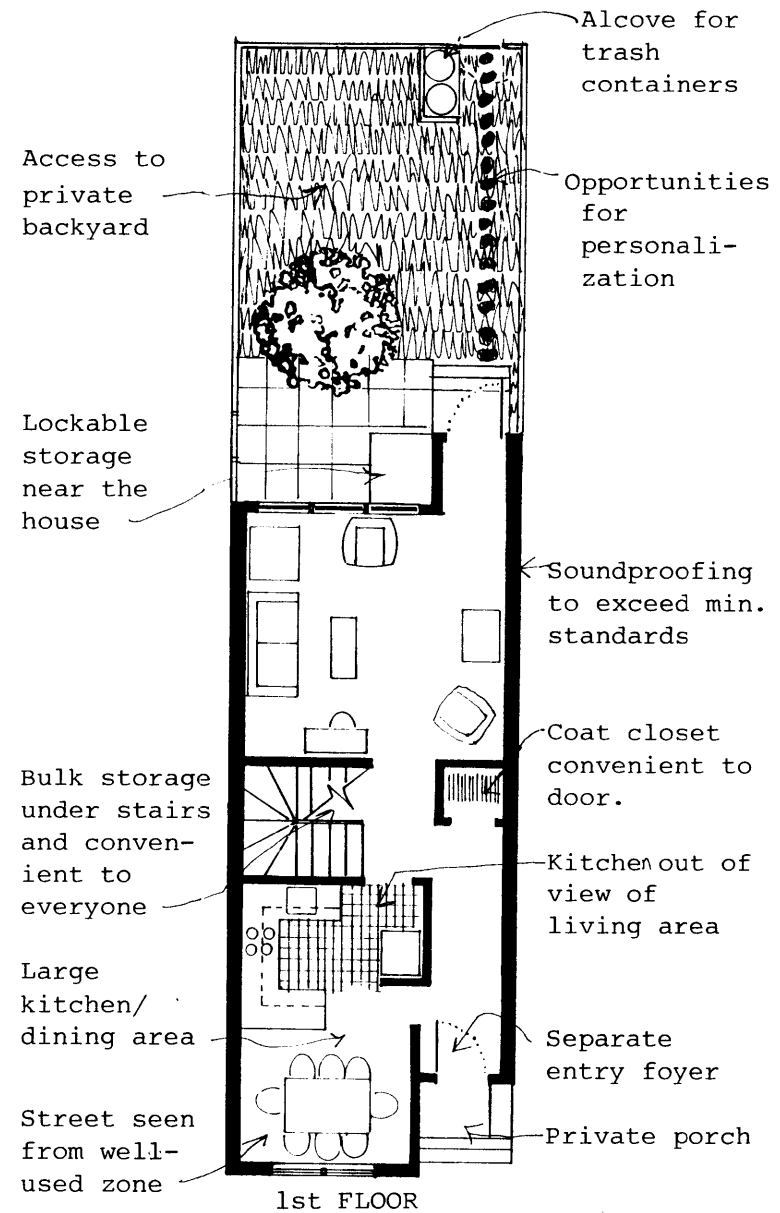 Alcove for
trash
containers
Access to
private
backyard
Opportunities
for
personali-
zation
Lockable
storage
near the
house
Soundproofing
to exceed min.
standards
Coat closet
convenient to
door.
Bulk storage
under stairs
and conven-
ient to
everyone
Kitchen out of
view of
living area
Large
kitchen/
dining area
Separate
entry foyer
Street seen
from well-
used zone
Private porch
1st FLOOR